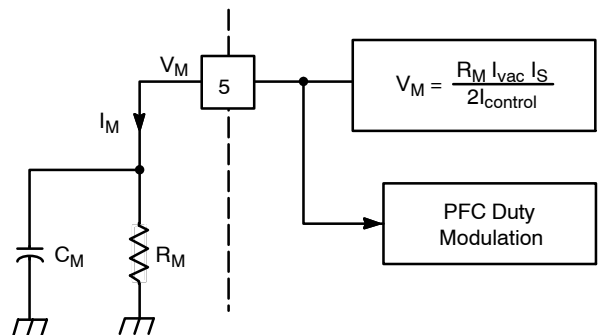 V_M
5
V_M = R_M I_vac I_S / 2I_control
I_M
PFC Duty
Modulation
C_M
R_M